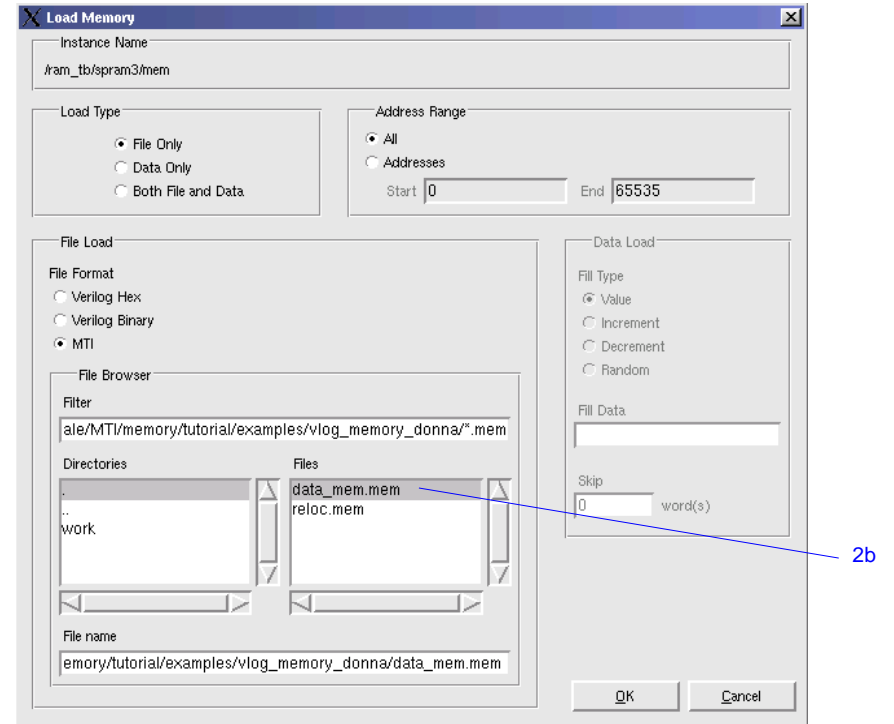 Load Memory
Instance Name
/ram_tb/spram3/mem
Load Type
File Only
Data Only
Both File and Data
Address Range
All
Addresses
Start 0 End 65535
File Load
File Format
Verilog Hex
Verilog Binary
MTI
File Browser
Filter
ale/MTI/memory/tutorial/examples/vlog_memory_donna/*.mem
Directories
.
..
work
Files
data_mem.mem
reloc.mem
File name
emory/tutorial/examples/vlog_memory_donna/data_mem.mem
Data Load
Fill Type
Value
Increment
Decrement
Random
Fill Data
Skip
0 word(s)
2b
OK Cancel